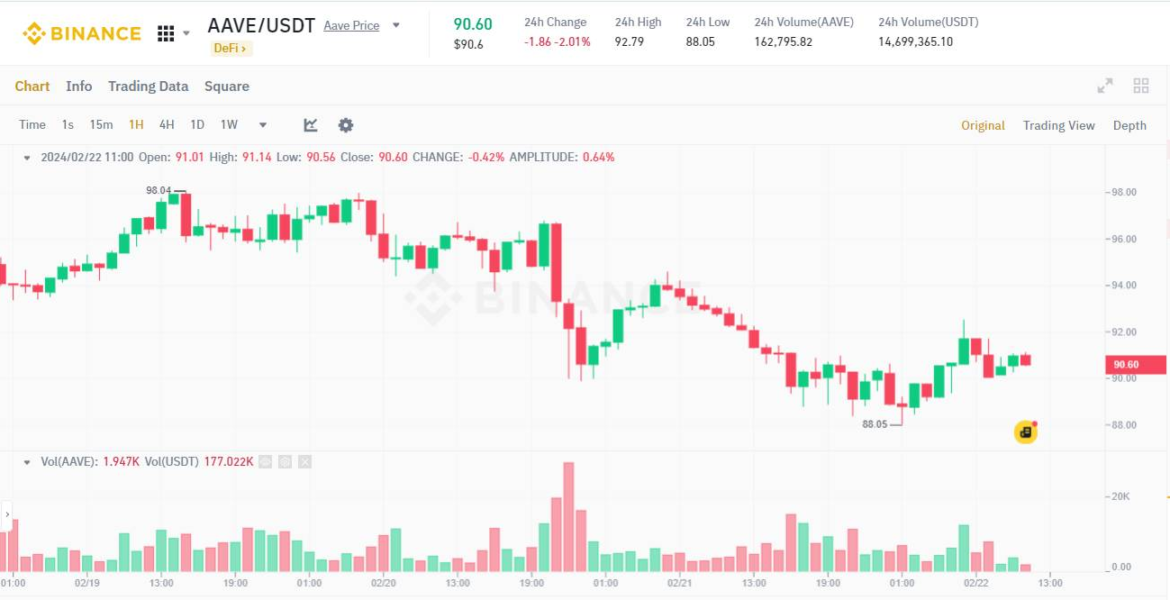 BINANCE
AAVE/USDT Aave Price
DeFi ›
90.60
$90.6
24h Change
-1.86 -2.01%
24h High
92.79
24h Low
88.05
24h Volume(AAVE)
162,795.82
24h Volume(USDT)
14,699,365.10
Chart Info Trading Data Square
Time 1s 15m 1H 4H 1D 1W
Original Trading View Depth
2024/02/22 11:00 Open: 91.01 High: 91.14 Low: 90.56 Close: 90.60 CHANGE: -0.42% AMPLITUDE: 0.64%
98.04
98.00
96.00
94.00
BINANCE
92.00
90.60
90.00
88.05
88.00
Vol(AAVE): 1.947K Vol(USDT) 177.022K
20K
0.00
01:00 02/19 13:00 19:00 01:00 02/20 13:00 19:00 01:00 02/21 13:00 19:00 01:00 02/22 13:00